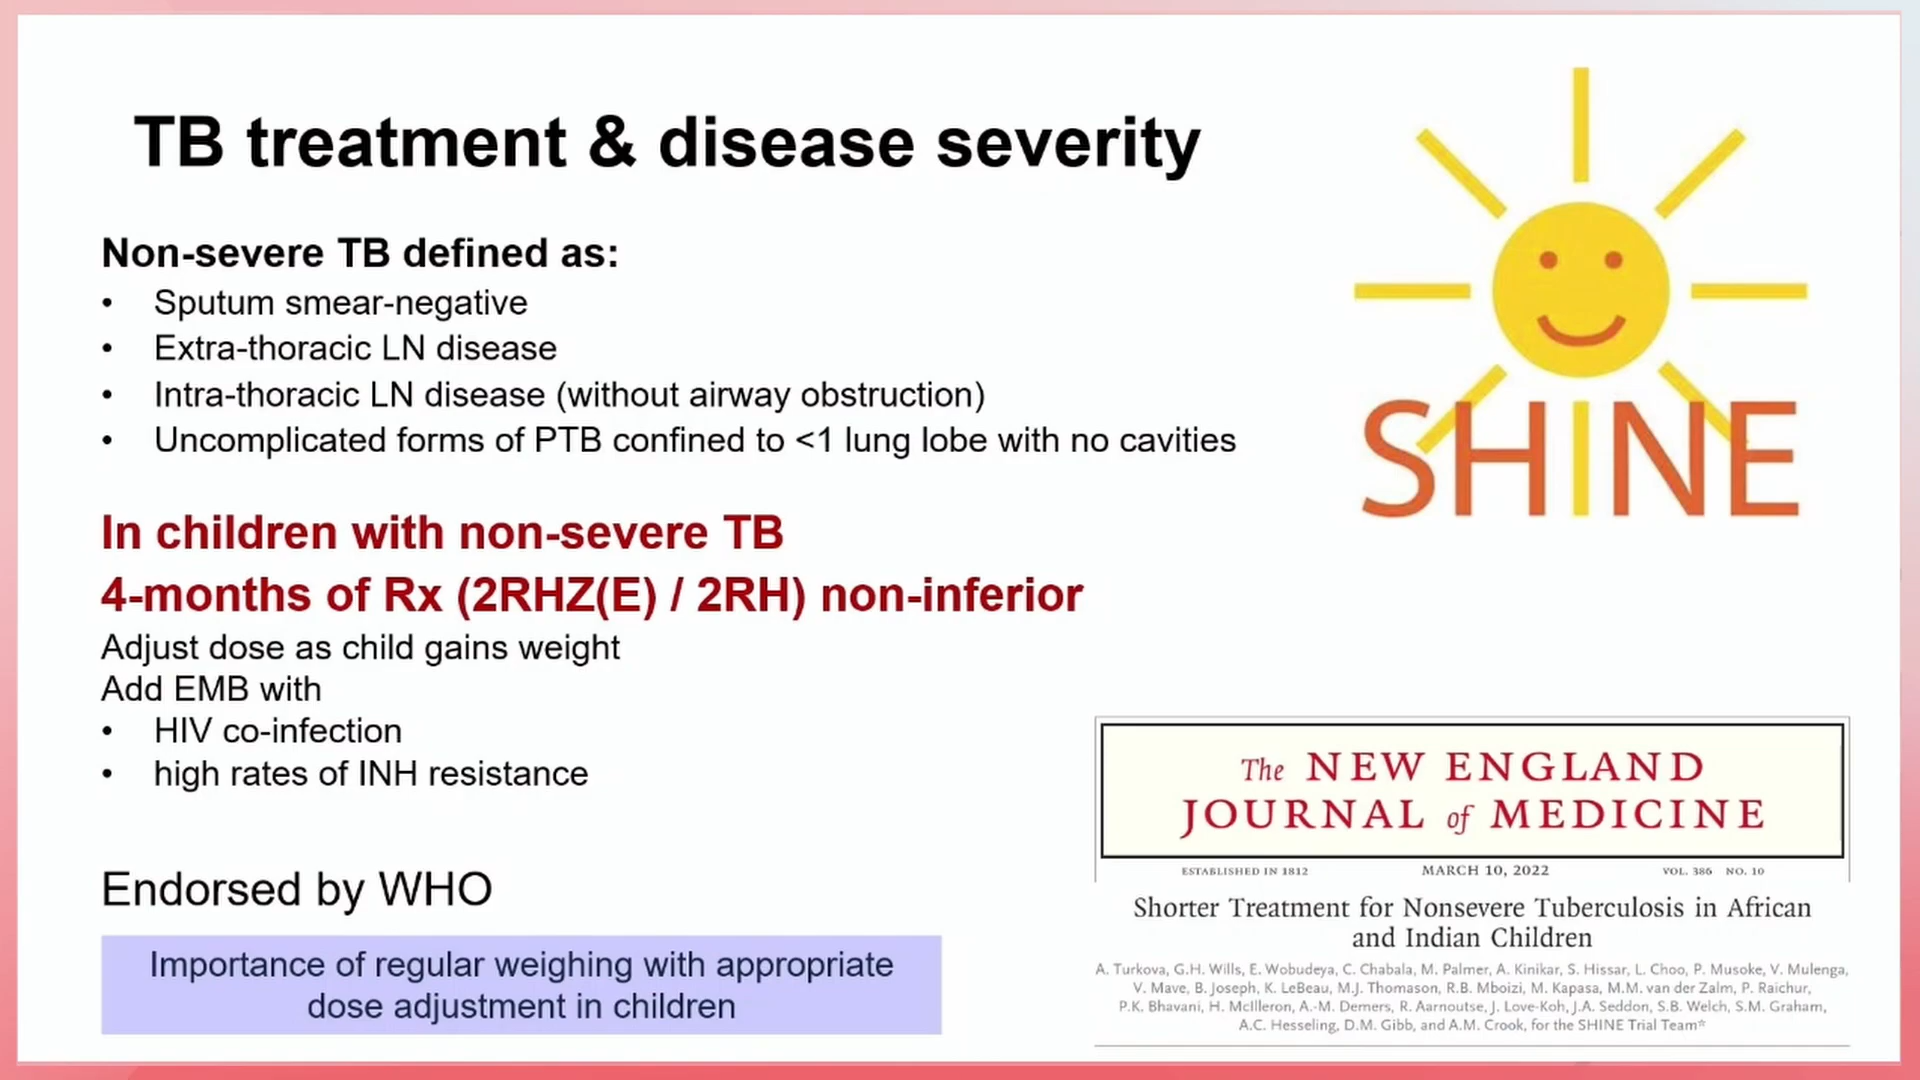 TB treatment & disease severity
Non-severe TB defined as:
• Sputum smear-negative
• Extra-thoracic LN disease
• Intra-thoracic LN disease (without airway obstruction)
• Uncomplicated forms of PTB confined to <1 lung lobe with no cavities
SHINE
In children with non-severe TB
4-months of Rx (2RHZ(E) / 2RH) non-inferior
Adjust dose as child gains weight
Add EMB with
• HIV co-infection
• high rates of INH resistance
Endorsed by WHO
Importance of regular weighing with appropriate
dose adjustment in children
The NEW ENGLAND
JOURNAL of MEDICINE
ESTABLISHED IN 1812 MARCH 10, 2022 VOL. 386 NO. 10
Shorter Treatment for Nonsevere Tuberculosis in African
and Indian Children
A. Turkova, G.H. Wills, E. Wobudeya, C. Chabala, M. Palmer, A. Kinikar, S. Hissar, L. Choo, P. Musoke, V. Mulenga,
V. Mave, B. Joseph, K. LeBeau, M.J. Thomason, R.B. Mboizi, M. Kapasa, M.M. van der Zalm, P. Raichur,
P.K. Bhavani, H. McIlleron, A.-M. Demers, R. Aarnoutse, J. Love-Koh, J.A. Seddon, S.B. Welch, S.M. Graham,
A.C. Hesseling, D.M. Gibb, and A.M. Crook, for the SHINE Trial Team*